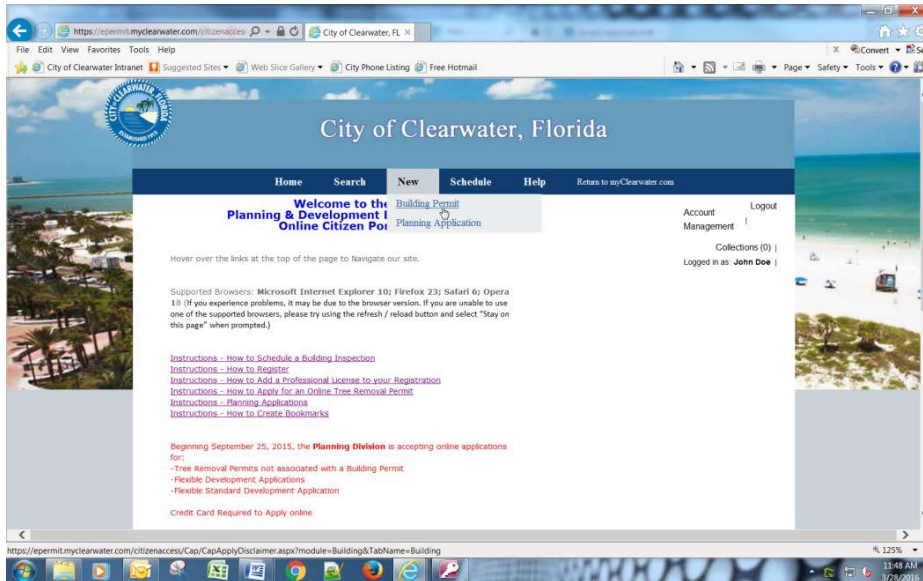 https://epermit.myclearwater.com/citizenacces
City of Clearwater, FL
File Edit View Favorites Tools Help
x Convert
City of Clearwater Intranet Suggested Sites Web Slice Gallery City Phone Listing Free Hotmail
Page Safety Tools
CITY OF CLEARWATER, FLORIDA
City of Clearwater, Florida
Home Search New Schedule Help Return to myClearwater.com
Building Permit
Planning Application
Welcome to the
Planning & Development
Online Citizen Po
Account Management
Logout
Collections (0) |
Logged in as: John Doe |
Hover over the links at the top of the page to Navigate our site.
Supported Browsers: Microsoft Internet Explorer 10; Firefox 23; Safari 6; Opera
18 (If you experience problems, it may be due to the browser version. If you are unable to use
one of the supported browsers, please try using the refresh / reload button and select "Stay on
this page" when prompted.)
Instructions - How to Schedule a Building Inspection
Instructions - How to Register
Instructions - How to Add a Professional License to your Registration
Instructions - How to Apply for an Online Tree Removal Permit
Instructions - Planning Applications
Instructions - How to Create Bookmarks
Beginning September 25, 2015, the Planning Division is accepting online applications
for:
-Tree Removal Permits not associated with a Building Permit
-Flexible Development Applications
-Flexible Standard Development Application
Credit Card Required to Apply online
https://epermit.myclearwater.com/citizenaccess/Cap/CapApplyDisclaimer.aspx?module=Building&TabName=Building
125%
11:48 AM
3/28/2016